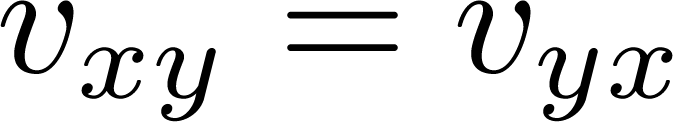 v_{xy} = v_{yx}